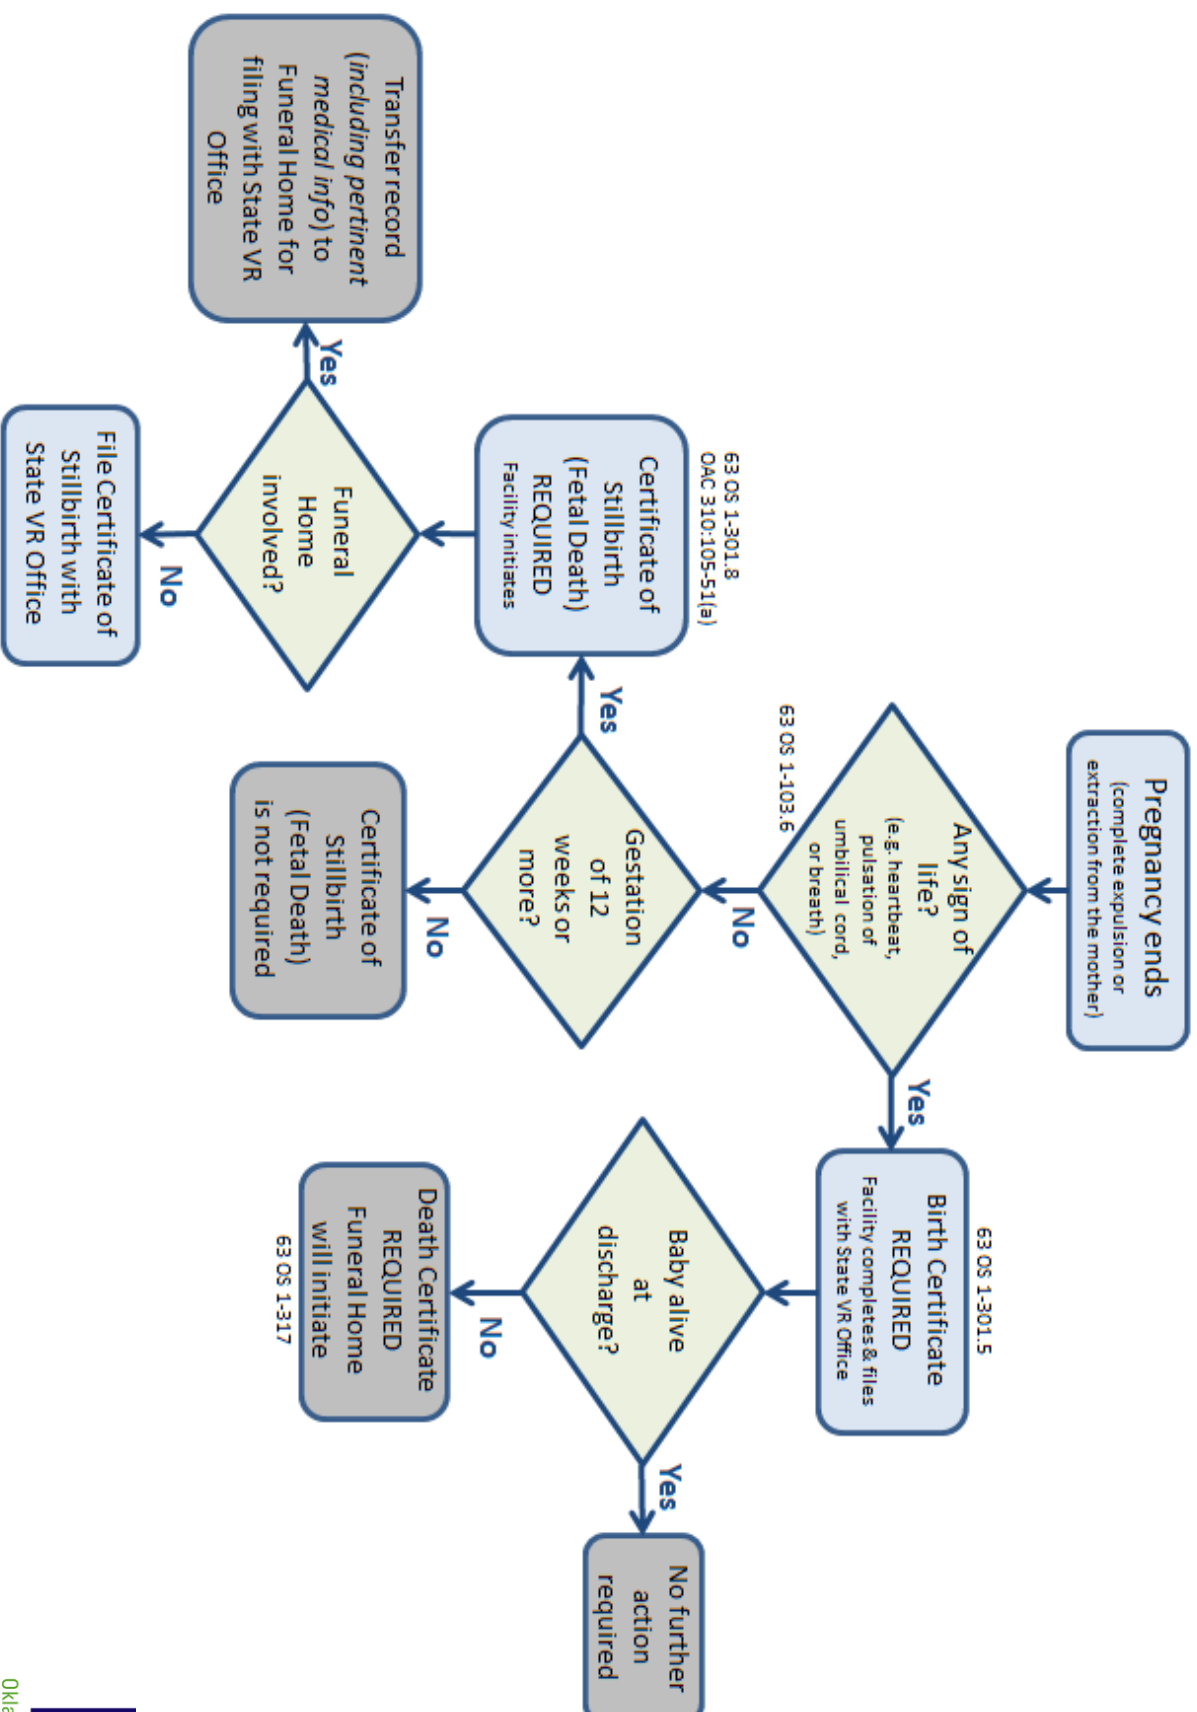 Pregnancy ends
(complete expulsion or
extraction from the mother)
Any sign of
life?
(e.g. heartbeat,
pulsation of
umbilical cord,
or breath)
63 OS 1-103.6
Yes
No
63 OS 1-301.5
Birth Certificate
REQUIRED
Facility completes & files
with State VR Office
Baby alive
at
discharge?
Yes
No further
action
required
No
Death Certificate
REQUIRED
Funeral Home
will initiate
63 OS 1-317
Gestation
of 12
weeks or
more?
Yes
No
Certificate of
Stillbirth
(Fetal Death)
is not required
63 OS 1-301.8
OAC 310:105-51(a)
Certificate of
Stillbirth
(Fetal Death)
REQUIRED
Facility initiates
Funeral
Home
involved?
Yes
Transfer record
(including pertinent
medical info) to
Funeral Home for
filing with State VR
Office
No
File Certificate of
Stillbirth with
State VR Office